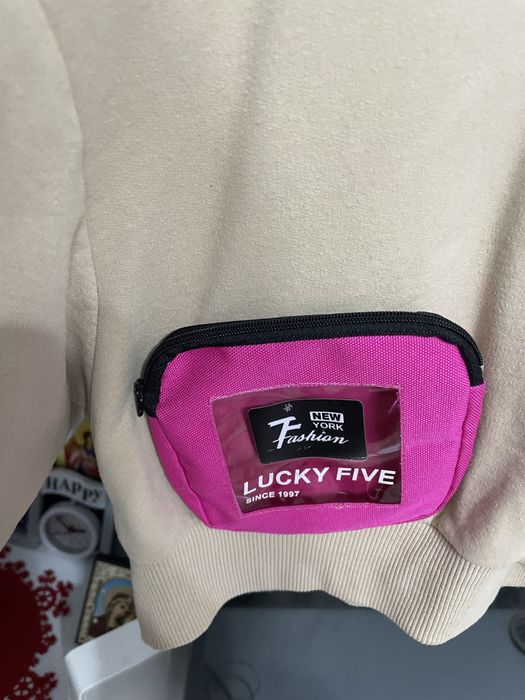 NEW
YORK
Fashion
LUCKY FIVE
SINCE 1997
HAPPY